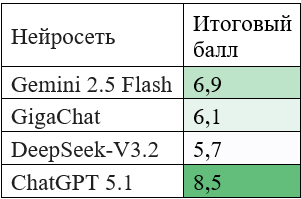 Нейросеть Итоговый
балл
Gemini 2.5 Flash 6,9
GigaChat 6,1
DeepSeek-V3.2 5,7
ChatGPT 5.1 8,5